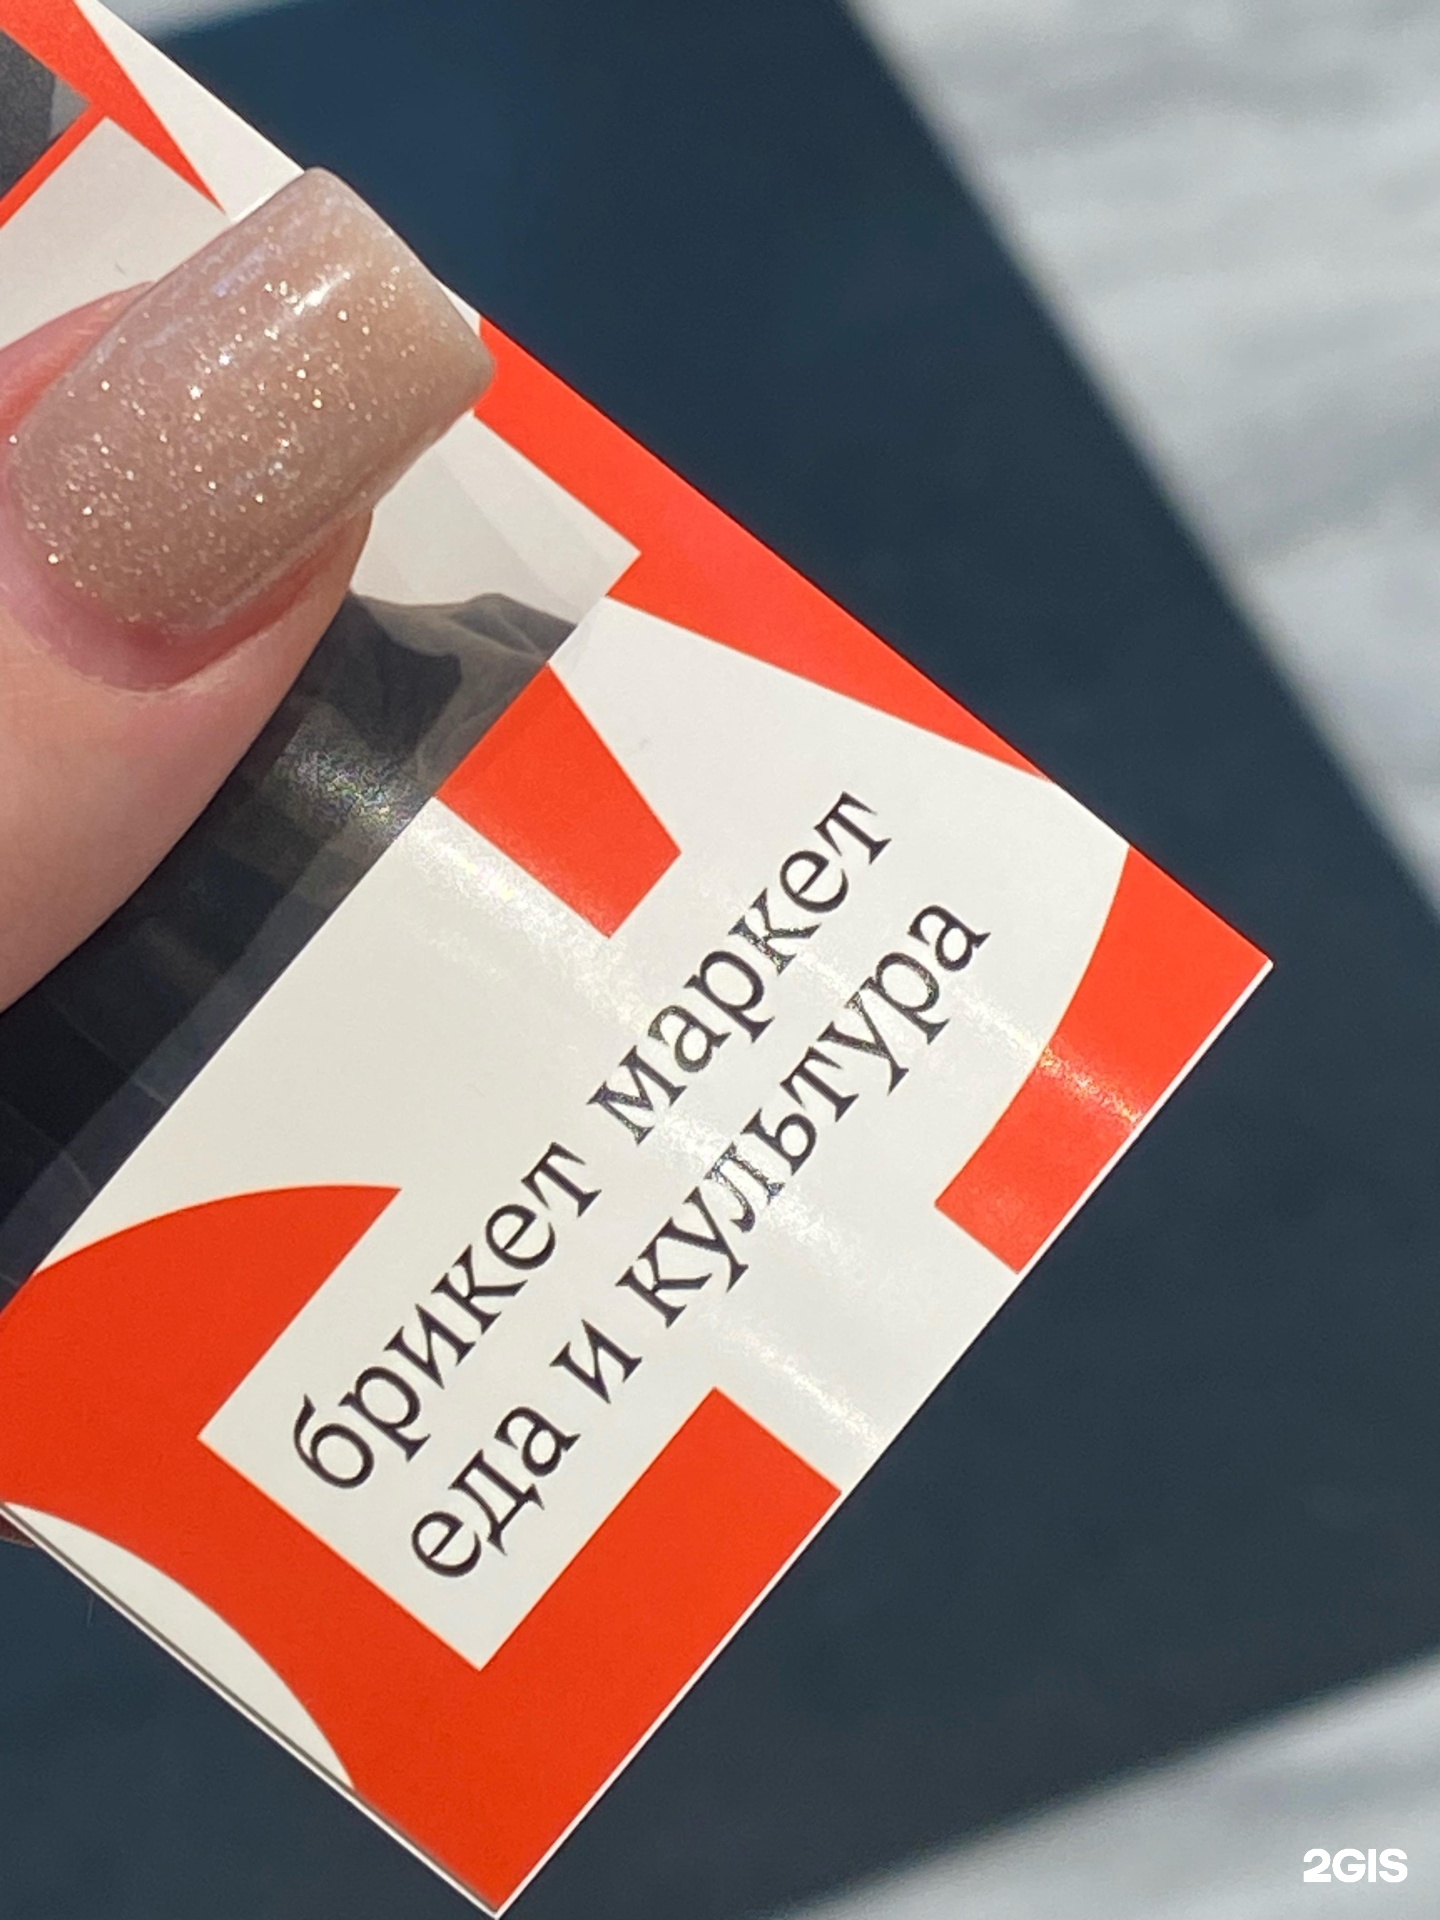 брикет маркет
еда и культура
2GIS